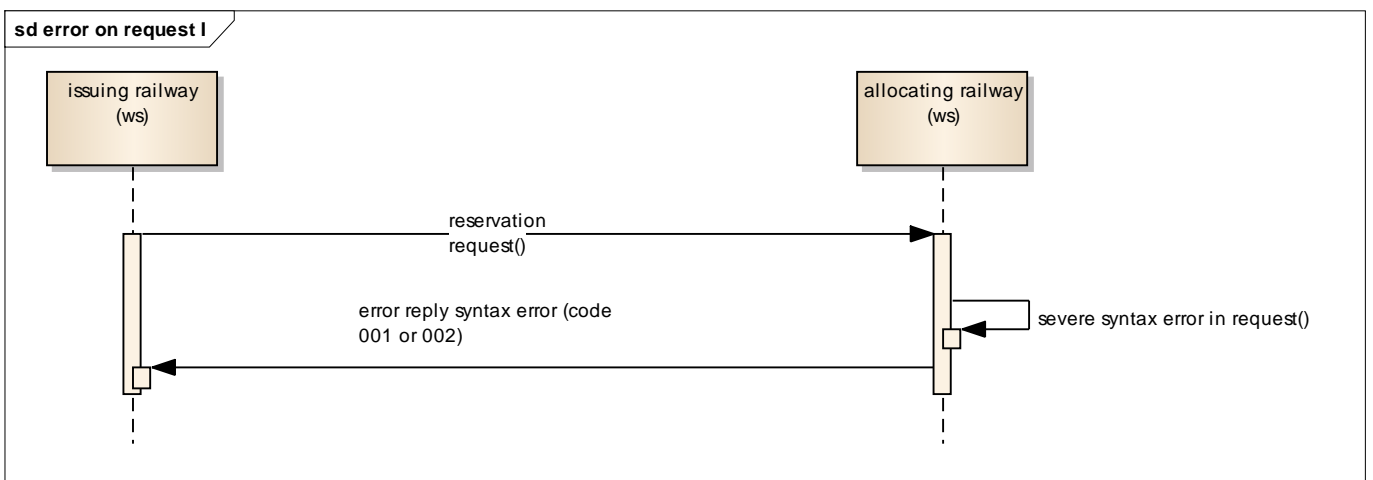 sd error on request I
issuing railway
(ws)
allocating railway
(ws)
reservation
request()
error reply syntax error (code
001 or 002)
severe syntax error in request()